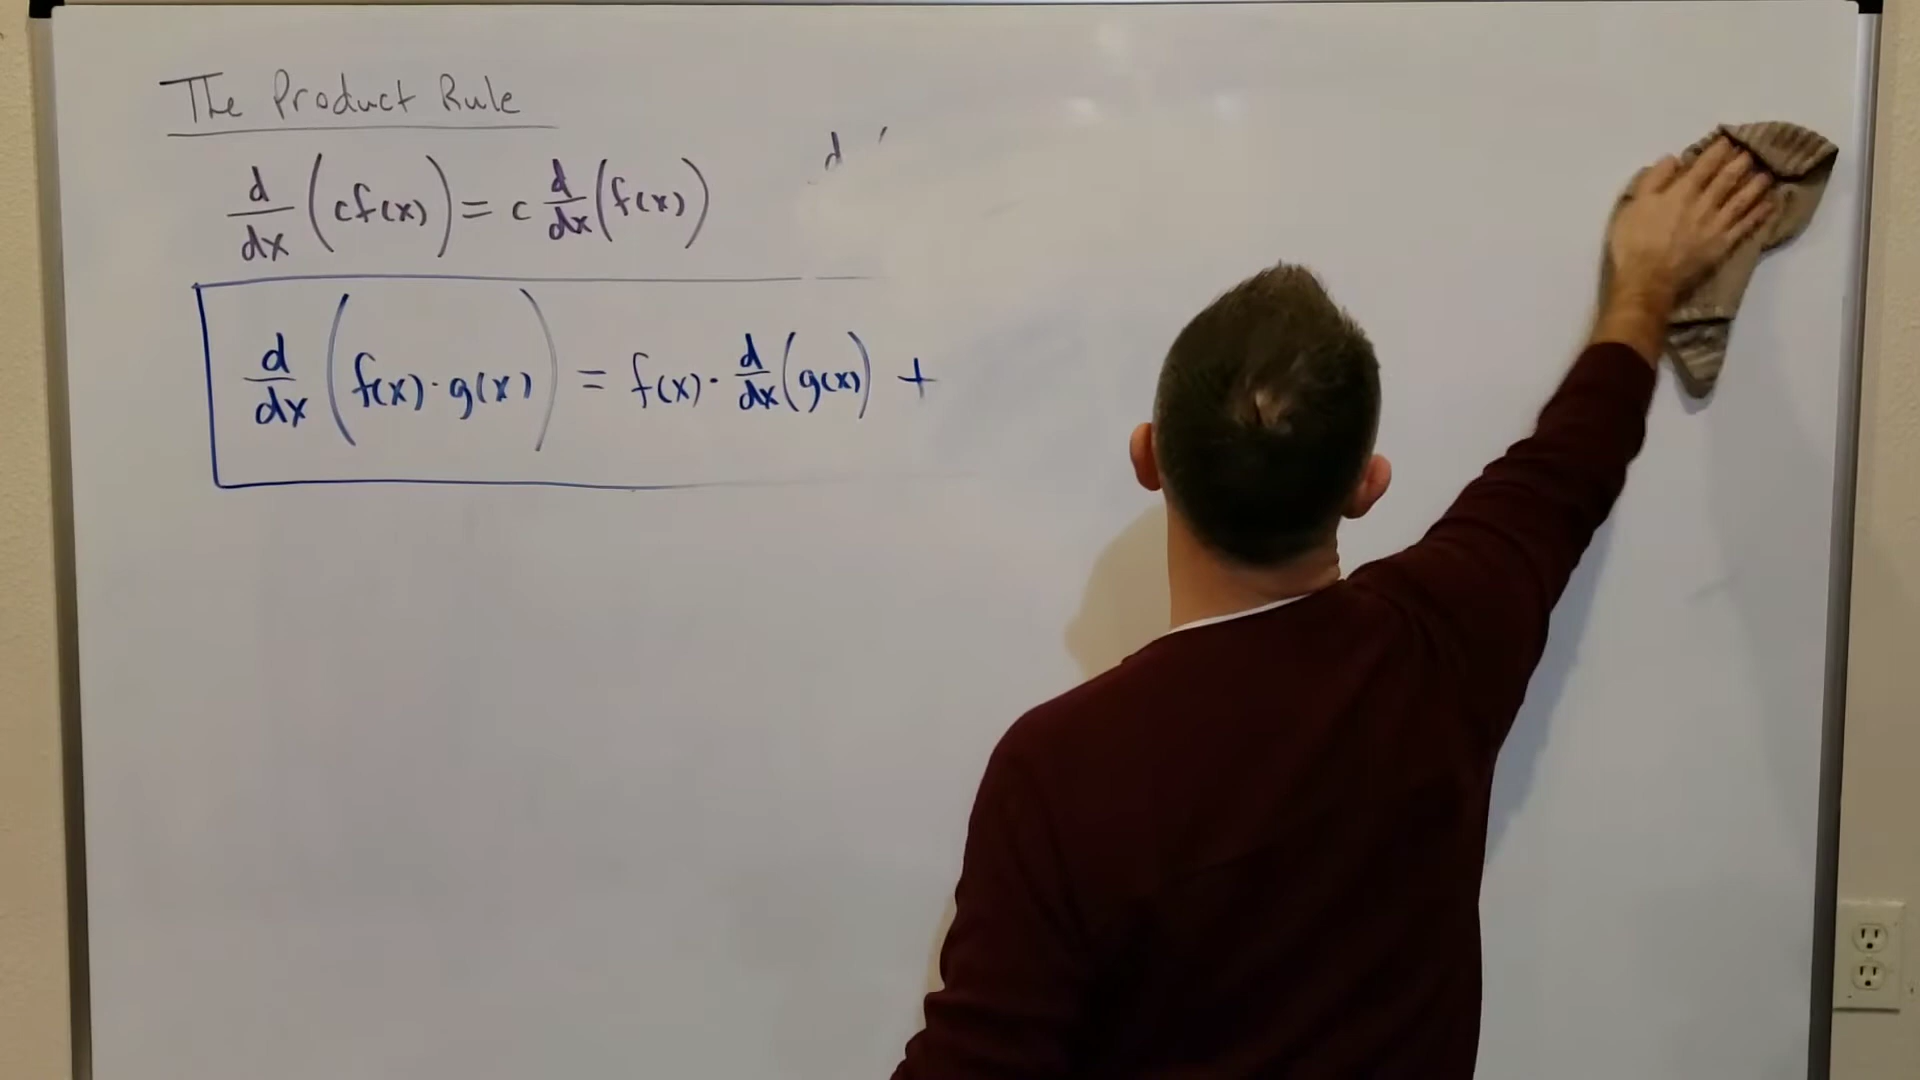 The Product Rule
d/dx (cf(x)) = c d/dx (f(x))
d
d/dx (f(x)·g(x)) = f(x)· d/dx (g(x)) +